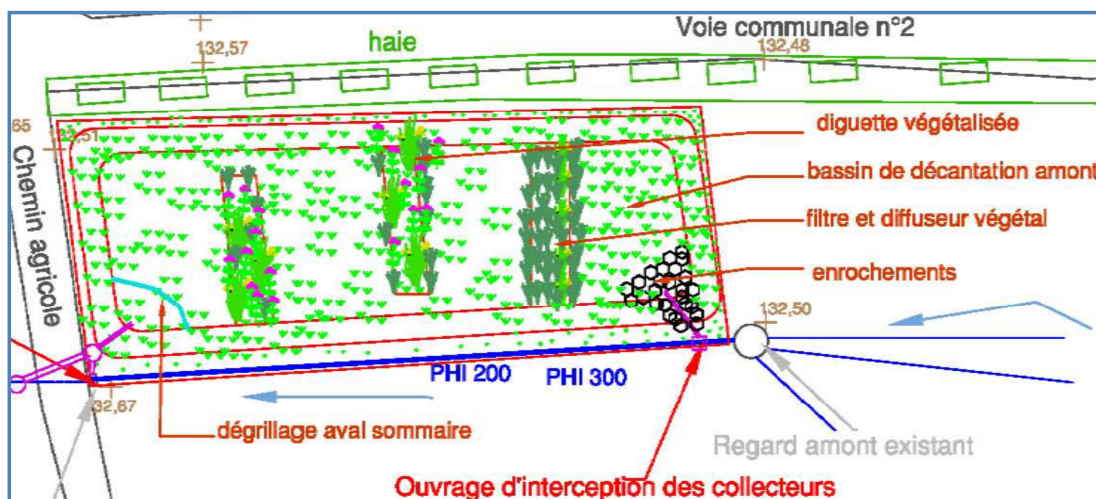 Voie communale n°2
132,57
haie
132,48
diguette végétalisée
65
132,51
bassin de décantation amont
Chemin agricole
filtre et diffuseur végétal
enrochements
132,50
PHI 200
PHI 300
32,67
dégrillage aval sommaire
Regard amont existant
Ouvrage d'interception des collecteurs